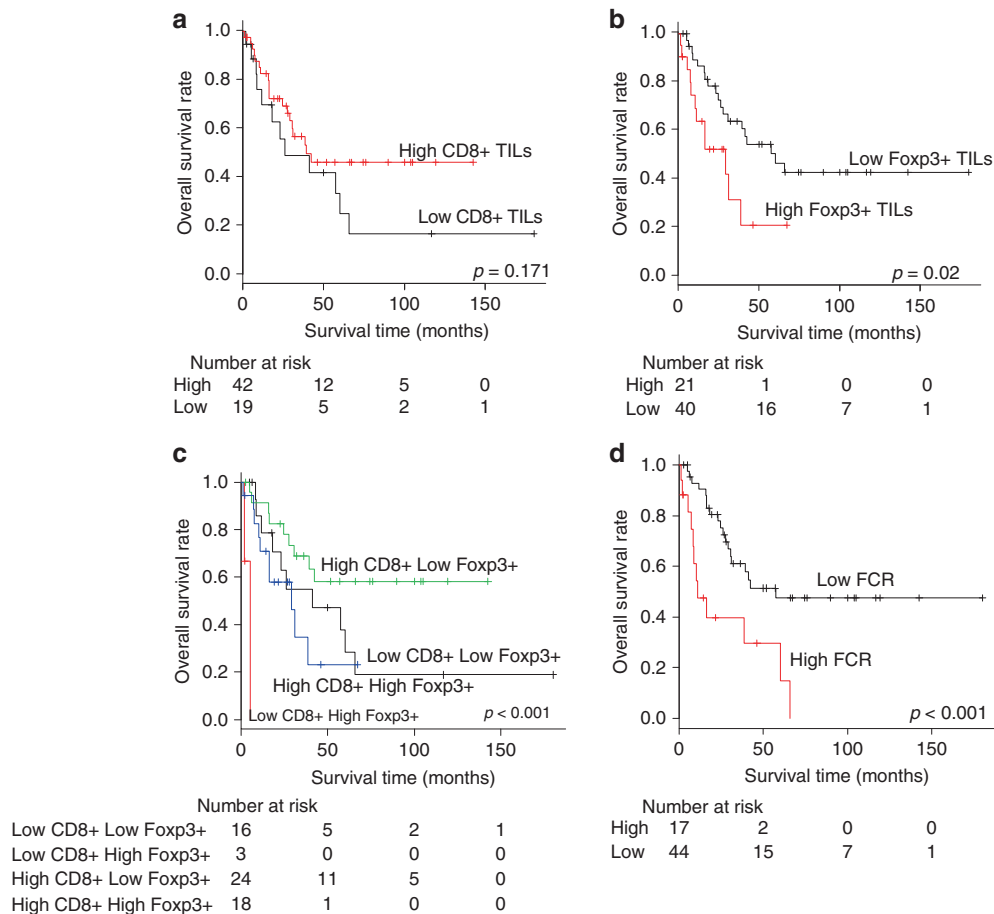 a
Overall survival rate
1.0
0.8
0.6
0.4
0.2
0.0
High CD8+ TILs
Low CD8+ TILs
p = 0.171
0 50 100 150
Survival time (months)
Number at risk
High 42 12 5 0
Low 19 5 2 1
b
Overall survival rate
1.0
0.8
0.6
0.4
0.2
0.0
Low Foxp3+ TILs
High Foxp3+ TILs
p = 0.02
0 50 100 150
Survival time (months)
Number at risk
High 21 1 0 0
Low 40 16 7 1
c
Overall survival rate
1.0
0.8
0.6
0.4
0.2
0.0
High CD8+ Low Foxp3+
Low CD8+ Low Foxp3+
High CD8+ High Foxp3+
Low CD8+ High Foxp3+
p < 0.001
0 50 100 150
Survival time (months)
Number at risk
Low CD8+ Low Foxp3+ 16 5 2 1
Low CD8+ High Foxp3+ 3 0 0 0
High CD8+ Low Foxp3+ 24 11 5 0
High CD8+ High Foxp3+ 18 1 0 0
d
Overall survival rate
1.0
0.8
0.6
0.4
0.2
0.0
Low FCR
High FCR
p < 0.001
0 50 100 150
Survival time (months)
Number at risk
High 17 2 0 0
Low 44 15 7 1